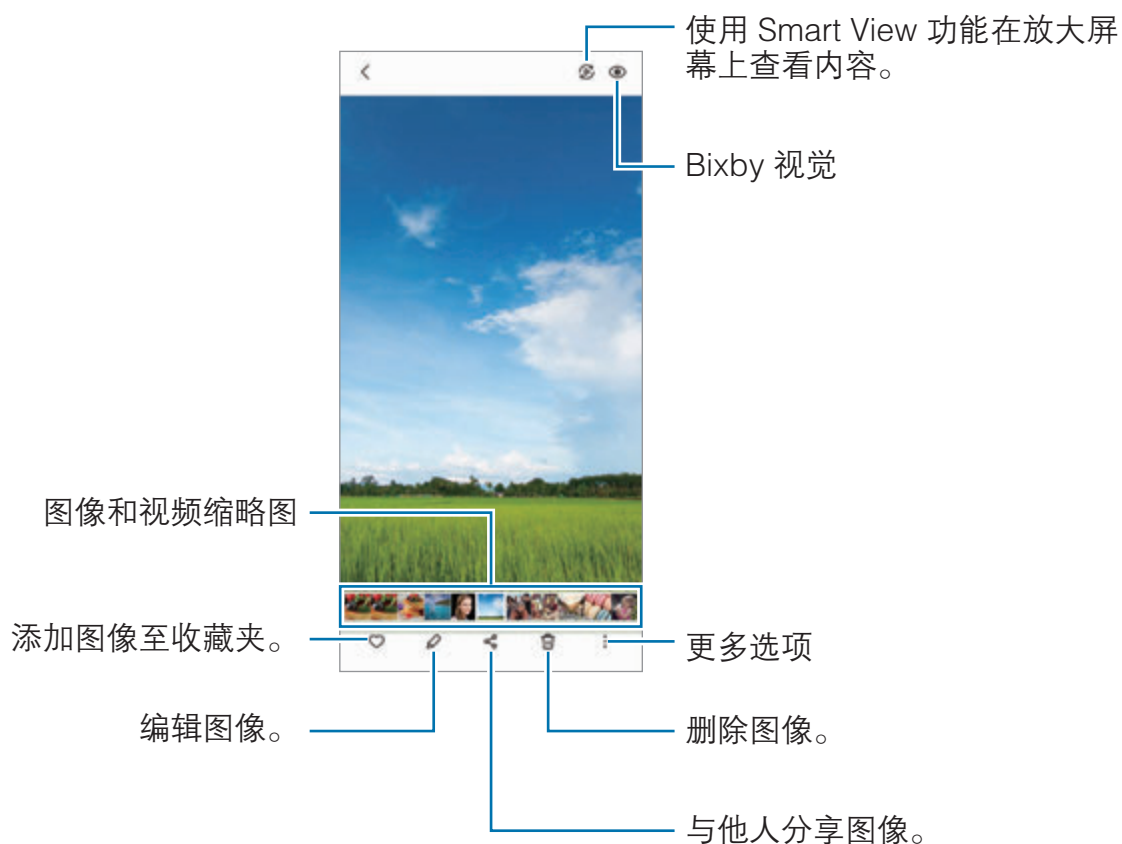 使用 Smart View 功能在放大屏
幕上查看内容。
Bixby 视觉
图像和视频缩略图
添加图像至收藏夹。
更多选项
编辑图像。
删除图像。
与他人分享图像。